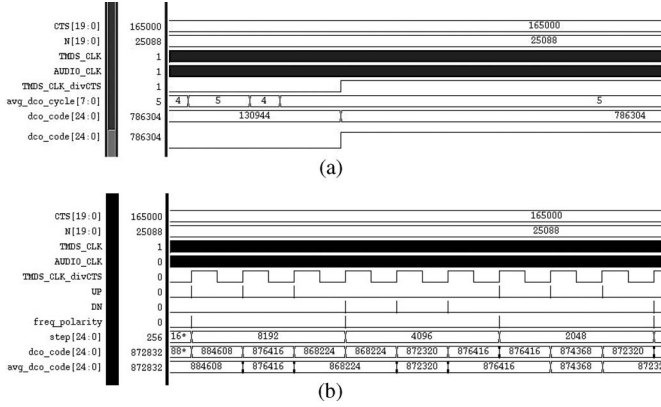 CTS[19:0] 165000 165000
N[19:0] 25088 25088
TMDS_CLK 1
AUDIO_CLK 1
TMDS_CLK_divCTS 1
avg_dco_cycle[7:0] 5 4 5 4 5
dco_code[24:0] 786304 130944 786304
dco_code[24:0] 786304
(a)
CTS[19:0] 165000 165000
N[19:0] 25088 25088
TMDS_CLK 1
AUDIO_CLK 0
TMDS_CLK_divCTS 0
UP 0
DN 0
freq_polarity 0
step[24:0] 256 16* 8192 4096 2048
dco_code[24:0] 872832 88* 884608 876416 868224 868224 872320 876416 876416 874368 872320
avg_dco_code[24:0] 872832 884608 876416 868224 872320 876416 874368 8723
(b)